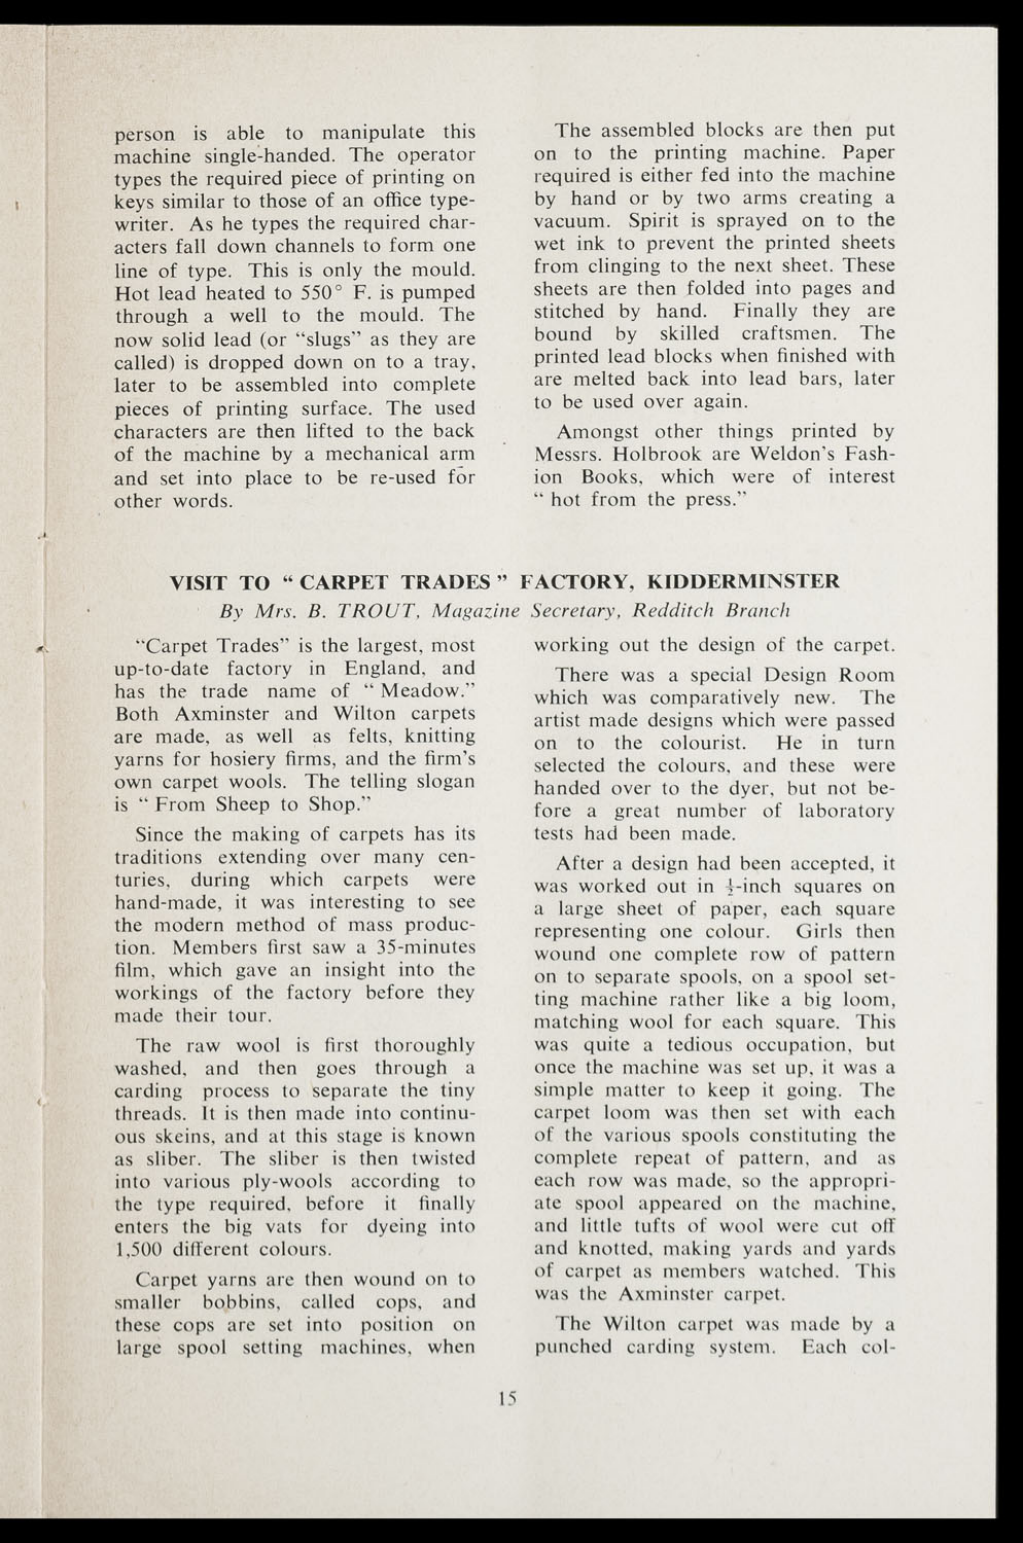 person is able to manipulate this
machine single-handed. The operator
types the required piece of printing on
keys similar to those of an office type-
writer. As he types the required char-
acters fall down channels to form one
line of type. This is only the mould.
Hot lead heated to 550° F. is pumped
through a well to the mould. The
now solid lead (or "slugs" as they are
called) is dropped down on to a tray,
later to be assembled into complete
pieces of printing surface. The used
characters are then lifted to the back
of the machine by a mechanical arm
and set into place to be re-used for
other words.
The assembled blocks are then put
on to the printing machine. Paper
required is either fed into the machine
by hand or by two arms creating a
vacuum. Spirit is sprayed on to the
wet ink to prevent the printed sheets
from clinging to the next sheet. These
sheets are then folded into pages and
stitched by hand. Finally they are
bound by skilled craftsmen. The
printed lead blocks when finished with
are melted back into lead bars, later
to be used over again.
Amongst other things printed by
Messrs. Holbrook are Weldon's Fash-
ion Books, which were of interest
" hot from the press."
VISIT TO " CARPET TRADES " FACTORY, KIDDERMINSTER
By Mrs. B. TROUT, Magazine Secretary, Redditch Branch
"Carpet Trades" is the largest, most
up-to-date factory in England, and
has the trade name of " Meadow."
Both Axminster and Wilton carpets
are made, as well as felts, knitting
yarns for hosiery firms, and the firm's
own carpet wools. The telling slogan
is " From Sheep to Shop."
Since the making of carpets has its
traditions extending over many cen-
turies, during which carpets were
hand-made, it was interesting to see
the modern method of mass produc-
tion. Members first saw a 35-minutes
film, which gave an insight into the
workings of the factory before they
made their tour.
The raw wool is first thoroughly
washed, and then goes through a
carding process to separate the tiny
threads. It is then made into continu-
ous skeins, and at this stage is known
as sliber. The sliber is then twisted
into various ply-wools according to
the type required, before it finally
enters the big vats for dyeing into
1,500 different colours.
Carpet yarns are then wound on to
smaller bobbins, called cops, and
these cops are set into position on
large spool setting machines, when
working out the design of the carpet.
There was a special Design Room
which was comparatively new. The
artist made designs which were passed
on to the colourist. He in turn
selected the colours, and these were
handed over to the dyer, but not be-
fore a great number of laboratory
tests had been made.
After a design had been accepted, it
was worked out in ½-inch squares on
a large sheet of paper, each square
representing one colour. Girls then
wound one complete row of pattern
on to separate spools, on a spool set-
ting machine rather like a big loom,
matching wool for each square. This
was quite a tedious occupation, but
once the machine was set up, it was a
simple matter to keep it going. The
carpet loom was then set with each
of the various spools constituting the
complete repeat of pattern, and as
each row was made, so the appropri-
ate spool appeared on the machine,
and little tufts of wool were cut off
and knotted, making yards and yards
of carpet as members watched. This
was the Axminster carpet.
The Wilton carpet was made by a
punched carding system. Each col-
15